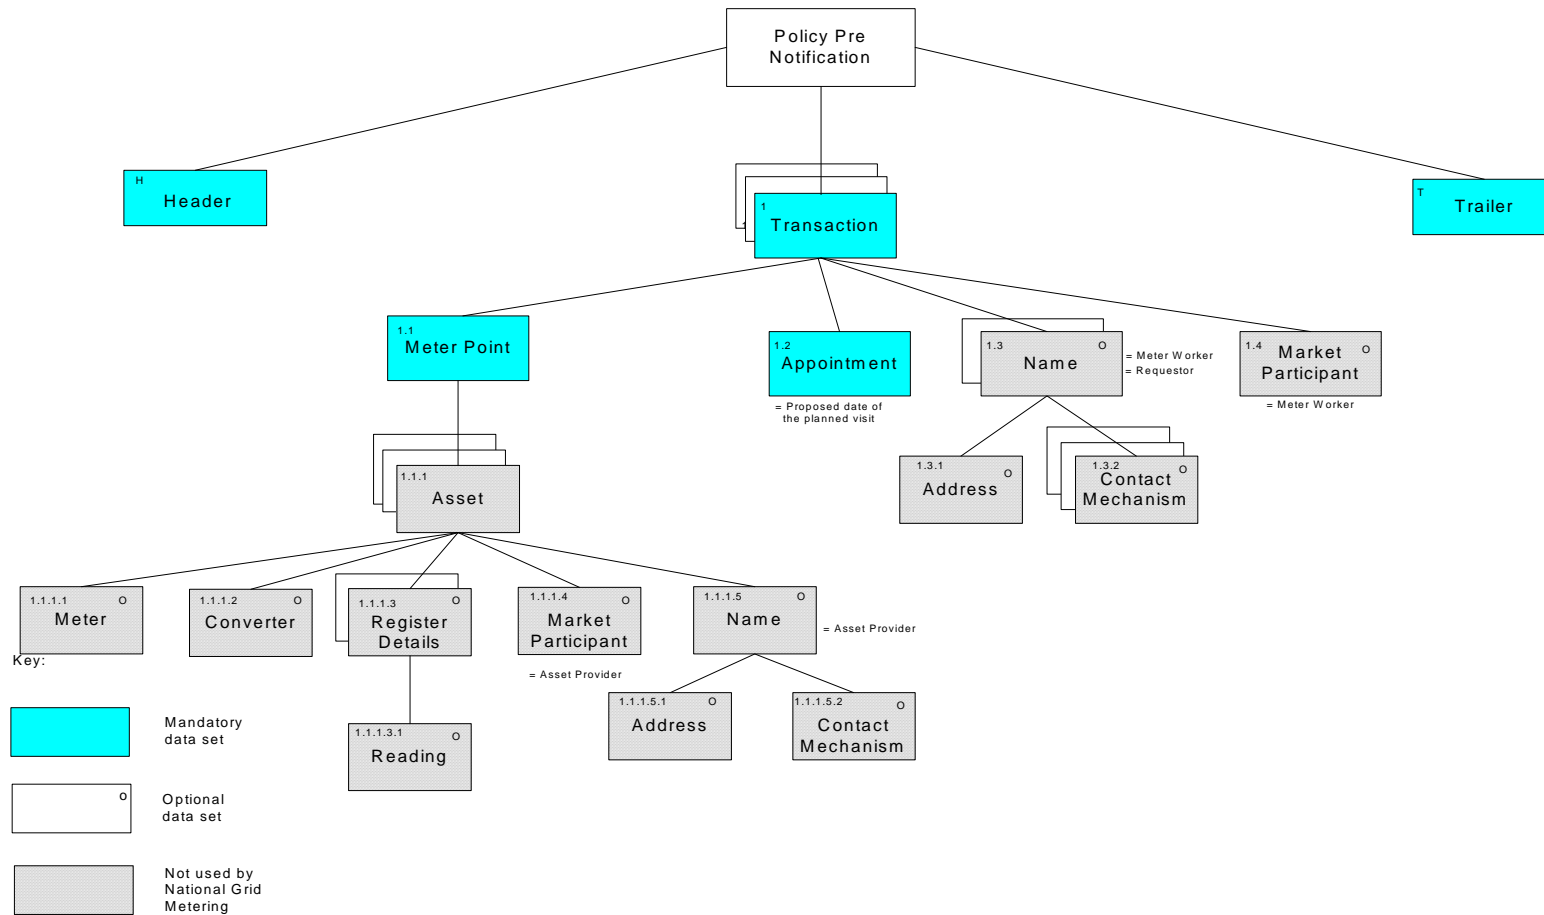 Policy Pre
Notification
H
Header
1
Transaction
T
Trailer
1.1
Meter Point
1.2
Appointment
= Proposed date of
the planned visit
1.3
O
Name
= Meter Worker
= Requestor
1.4
O
Market
Participant
= Meter Worker
1.3.1
O
Address
1.3.2
O
Contact
Mechanism
1.1.1
Asset
1.1.1.1
O
Meter
1.1.1.2
O
Converter
1.1.1.3
O
Register
Details
1.1.1.4
O
Market
Participant
= Asset Provider
1.1.1.5
O
Name
= Asset Provider
1.1.1.3.1
O
Reading
1.1.1.5.1
O
Address
1.1.1.5.2
O
Contact
Mechanism
Key:
Mandatory
data set
O
Optional
data set
Not used by
National Grid
Metering